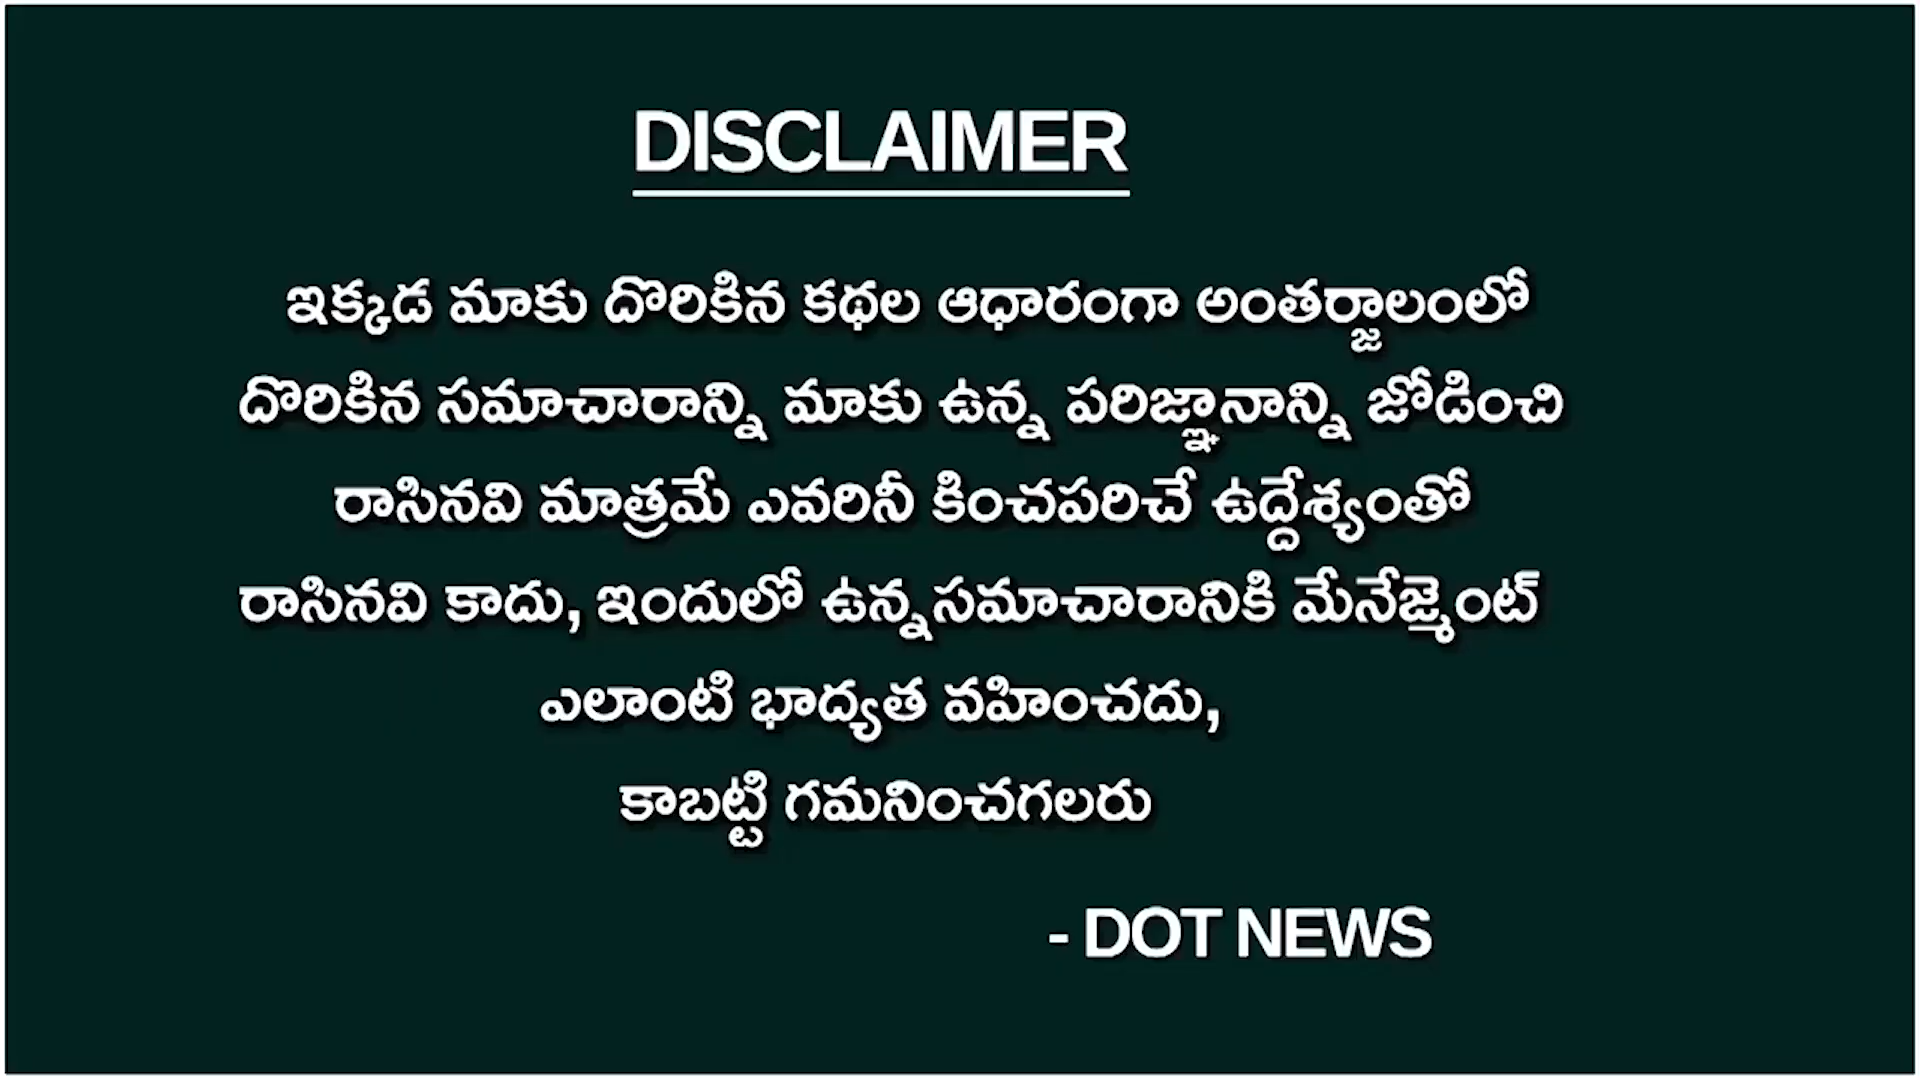 DISCLAIMER
ఇక్కడ మాకు దొరికిన కథల ఆధారంగా అంతర్జాలంలో
దొరికిన సమాచారాన్ని మాకు ఉన్న పరిజ్ఞానాన్ని జోడించి
రాసినవి మాత్రమే ఎవరినీ కించపరిచే ఉద్దేశ్యంతో
రాసినవి కాదు, ఇందులో ఉన్నసమాచారానికి మేనేజ్మెంట్
ఎలాంటి భాద్యత వహించదు,
కాబట్టి గమనించగలరు
- DOT NEWS